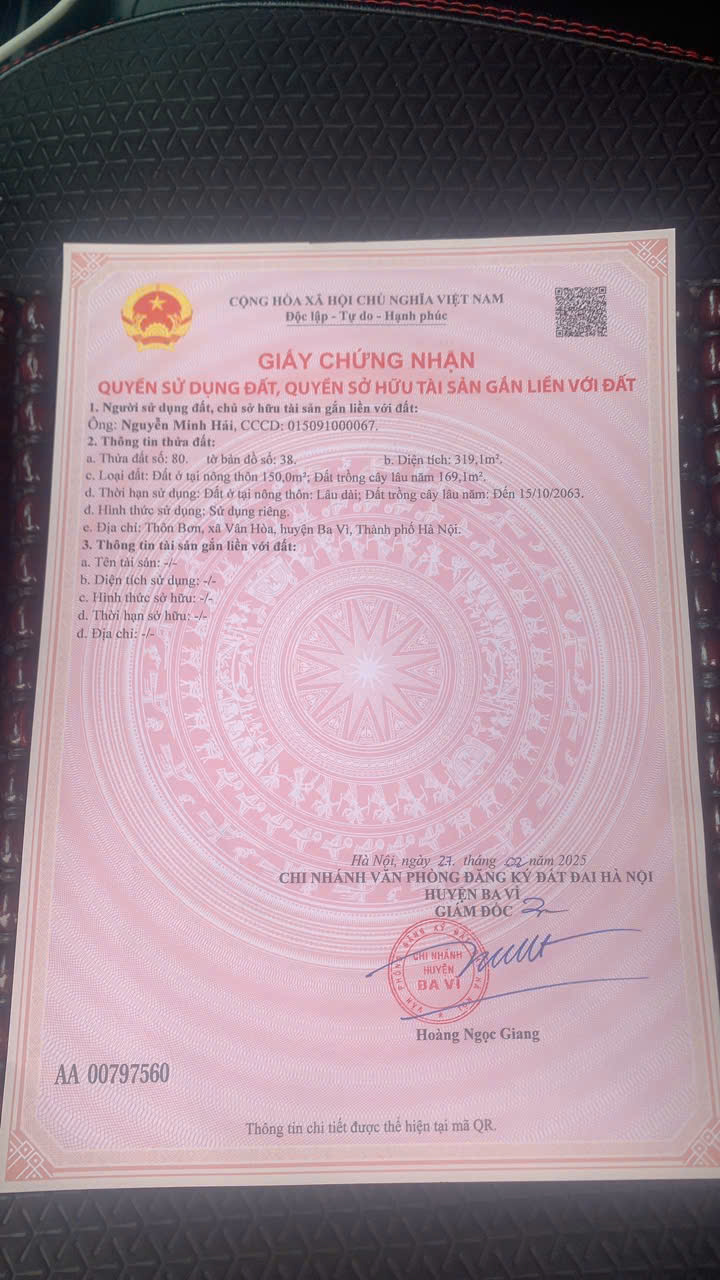 CỘNG HÒA XÃ HỘI CHỦ NGHĨA VIỆT NAM
Độc lập - Tự do - Hạnh phúc
GIẤY CHỨNG NHẬN
QUYỀN SỬ DỤNG ĐẤT, QUYỀN SỞ HỮU TÀI SẢN GẮN LIỀN VỚI ĐẤT
1. Người sử dụng đất, chủ sở hữu tài sản gắn liền với đất:
Ông: Nguyễn Minh Hải, CCCD: 015091000067.
2. Thông tin thửa đất:
a. Thửa đất số: 80. tờ bản đồ số: 38. b. Diện tích: 319,1m².
c. Loại đất: Đất ở tại nông thôn 150,0m²; Đất trồng cây lâu năm 169,1m².
d. Thời hạn sử dụng: Đất ở tại nông thôn: Lâu dài; Đất trồng cây lâu năm: Đến 15/10/2063.
đ. Hình thức sử dụng: Sử dụng riêng.
e. Địa chỉ: Thôn Bơn, xã Vân Hòa, huyện Ba Vì, Thành phố Hà Nội.
3. Thông tin tài sản gắn liền với đất:
a. Tên tài sản: -/-
b. Diện tích sử dụng: -/-
c. Hình thức sở hữu: -/-
d. Thời hạn sở hữu: -/-
đ. Địa chỉ: -/-
Hà Nội, ngày 27. tháng 02 năm 2025
CHI NHÁNH VĂN PHÒNG ĐĂNG KÝ ĐẤT ĐAI HÀ NỘI
HUYỆN BA VÌ
GIÁM ĐỐC
CHI NHÁNH
HUYỆN
BA VÌ
Hoàng Ngọc Giang
AA 00797560
Thông tin chi tiết được thể hiện tại mã QR.